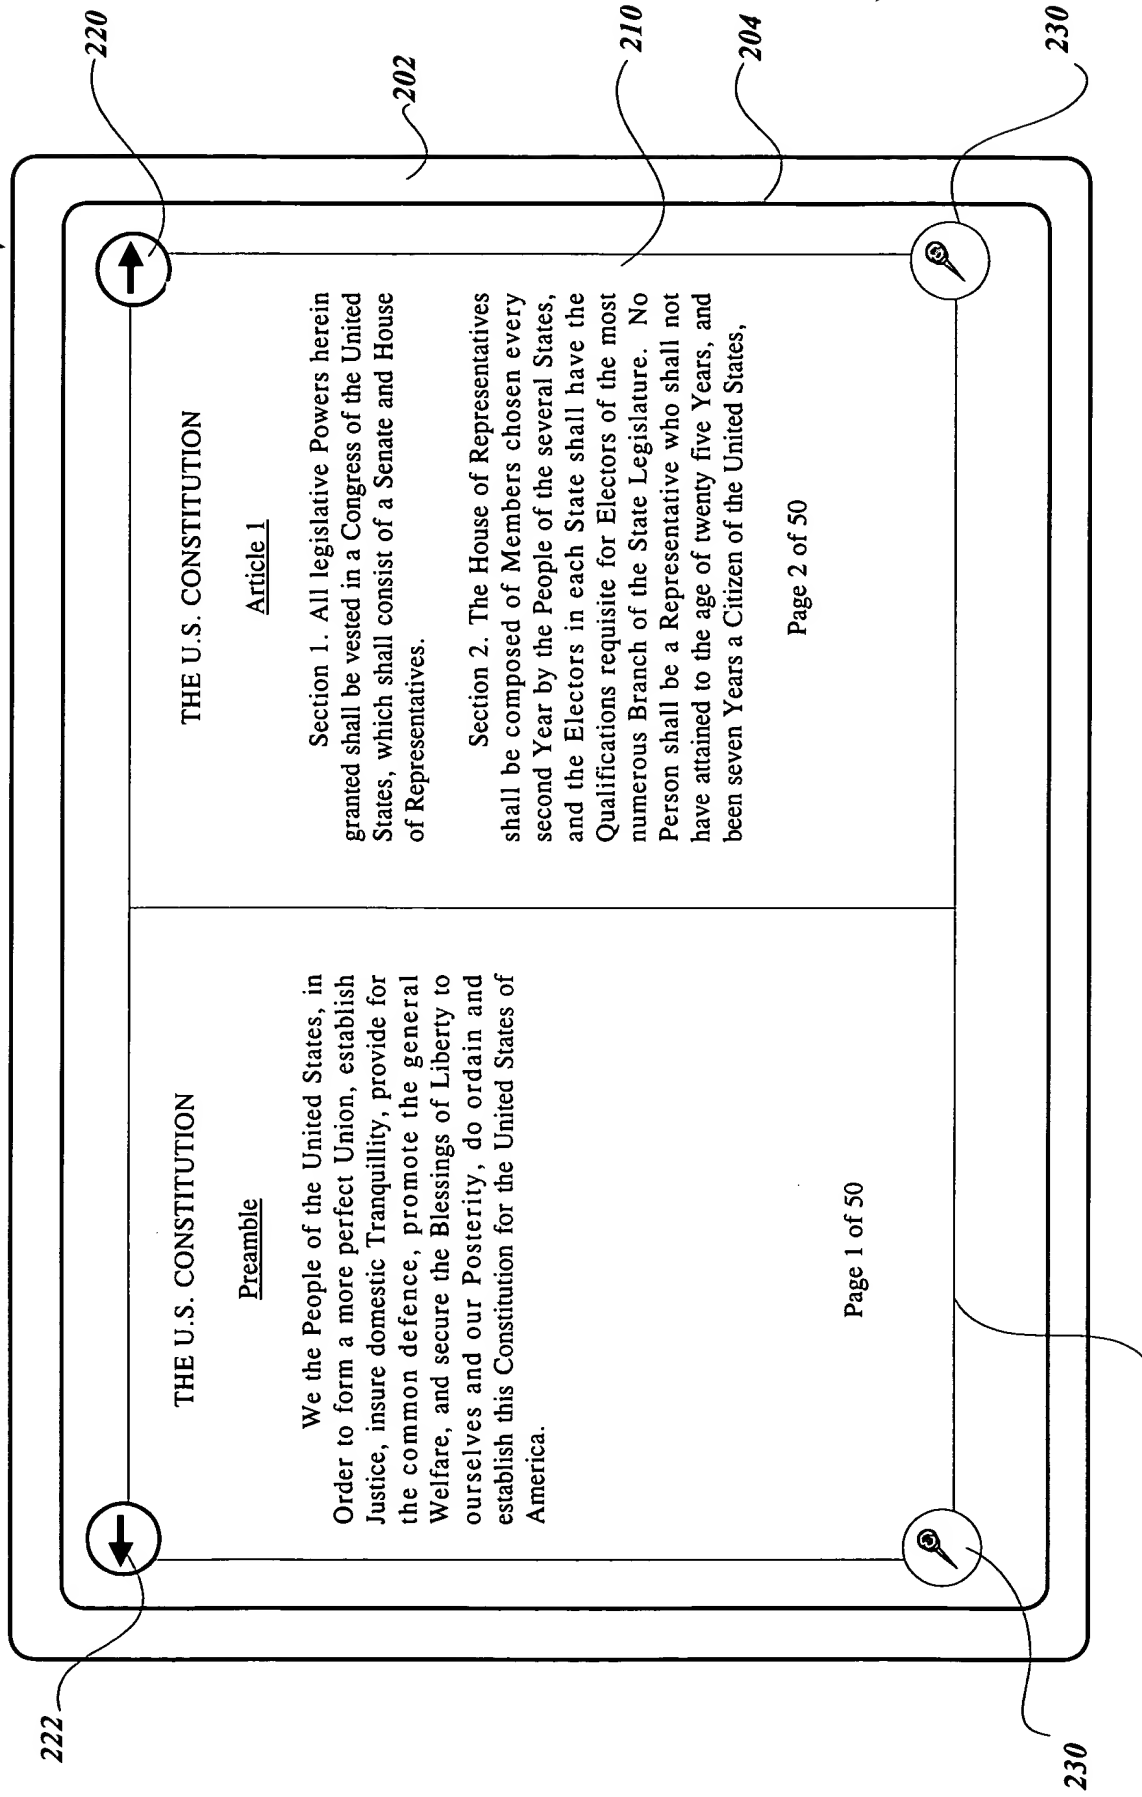 220
202
210
204
230
THE U.S. CONSTITUTION
Preamble
We the People of the United States, in
Order to form a more perfect Union, establish
Justice, insure domestic Tranquillity, provide for
the common defence, promote the general
Welfare, and secure the Blessings of Liberty to
ourselves and our Posterity, do ordain and
establish this Constitution for the United States of
America.
Page 1 of 50
THE U.S. CONSTITUTION
Article 1
Section 1. All legislative Powers herein
granted shall be vested in a Congress of the United
States, which shall consist of a Senate and House
of Representatives.
Section 2. The House of Representatives
shall be composed of Members chosen every
second Year by the People of the several States,
and the Electors in each State shall have the
Qualifications requisite for Electors of the most
numerous Branch of the State Legislature. No
Person shall be a Representative who shall not
have attained to the age of twenty five Years, and
been seven Years a Citizen of the United States,
Page 2 of 50
222
230